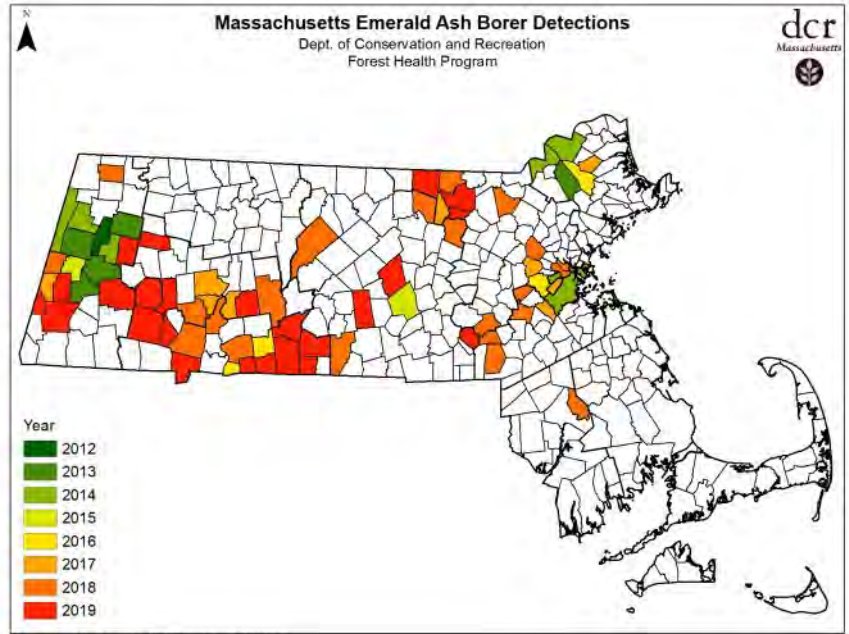 N
Massachusetts Emerald Ash Borer Detections
Dept. of Conservation and Recreation
Forest Health Program
dcr
Massachusetts
Year
2012
2013
2014
2015
2016
2017
2018
2019